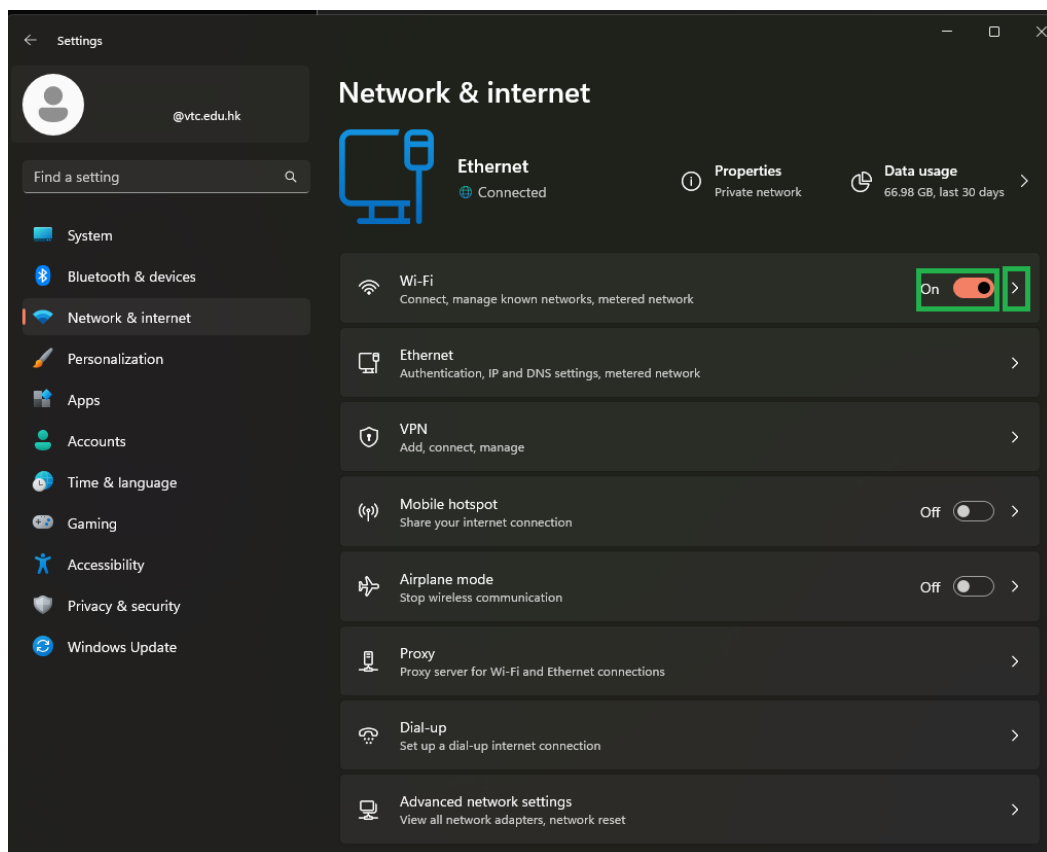 Settings
@vtc.edu.hk
Find a setting
System
Bluetooth & devices
Network & internet
Personalization
Apps
Accounts
Time & language
Gaming
Accessibility
Privacy & security
Windows Update
Network & internet
Ethernet
Connected
Properties
Private network
Data usage
66.98 GB, last 30 days
Wi-Fi
Connect, manage known networks, metered network
On
Ethernet
Authentication, IP and DNS settings, metered network
VPN
Add, connect, manage
Mobile hotspot
Share your internet connection
Off
Airplane mode
Stop wireless communication
Off
Proxy
Proxy server for Wi-Fi and Ethernet connections
Dial-up
Set up a dial-up internet connection
Advanced network settings
View all network adapters, network reset